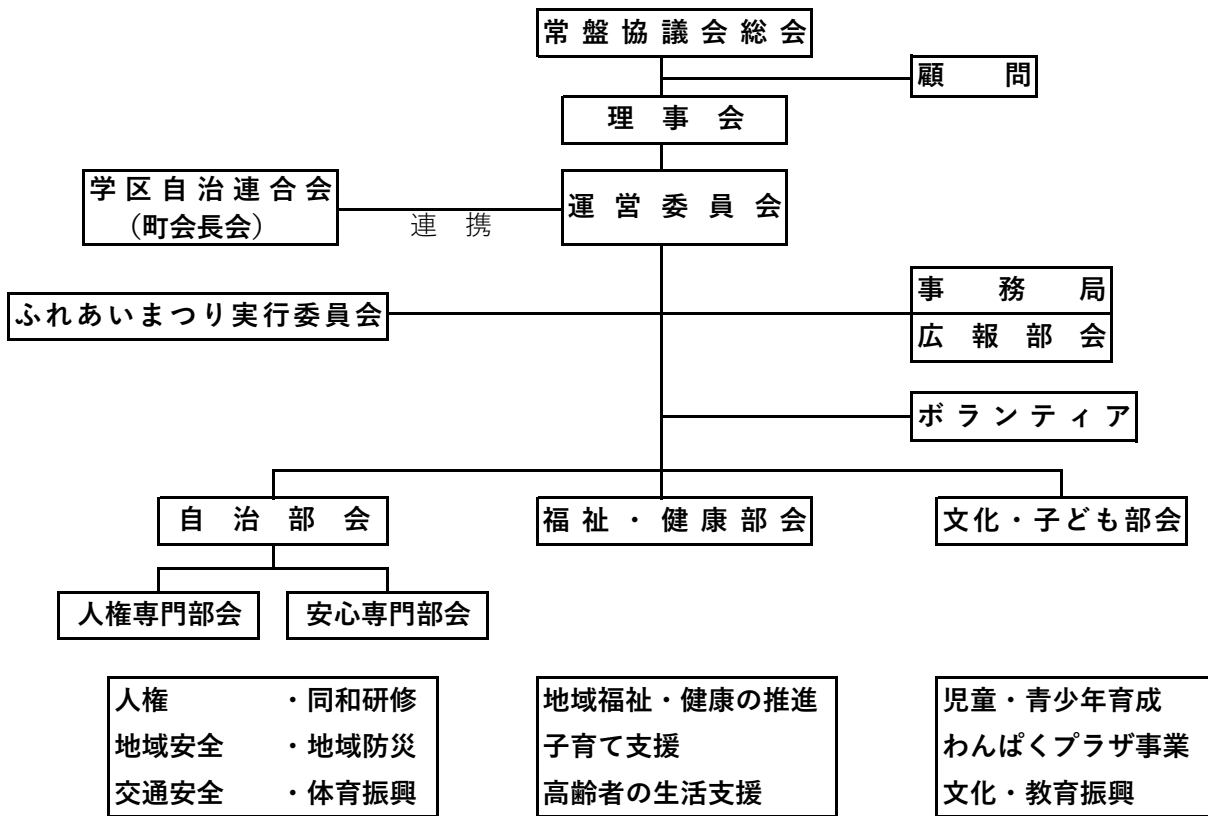 常盤協議会総会
顧問
理事会
学区自治連合会
(町会長会)
連携
運営委員会
ふれあいまつり実行委員会
事務局
広報部会
ボランティア
自治部会
福祉・健康部会
文化・子ども部会
人権専門部会
安心専門部会
人権 ・同和研修
地域安全 ・地域防災
交通安全 ・体育振興
地域福祉・健康の推進
子育て支援
高齢者の生活支援
児童・青少年育成
わんぱくプラザ事業
文化・教育振興